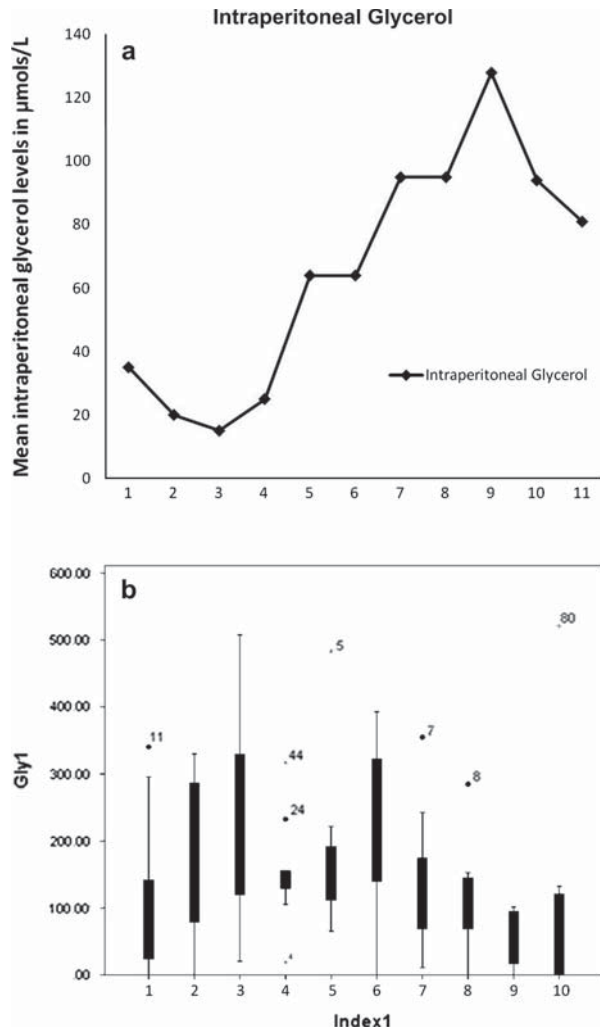 Intraperitoneal Glycerol
a
Mean intraperitoneal glycerol levels in µmols/L
140
120
100
80
60
40
20
0
Intraperitoneal Glycerol
1 2 3 4 5 6 7 8 9 10 11
b
Gly1
600.00
500.00
400.00
300.00
200.00
100.00
.00
11
44
24
4
5
7
8
80
1 2 3 4 5 6 7 8 9 10
Index1